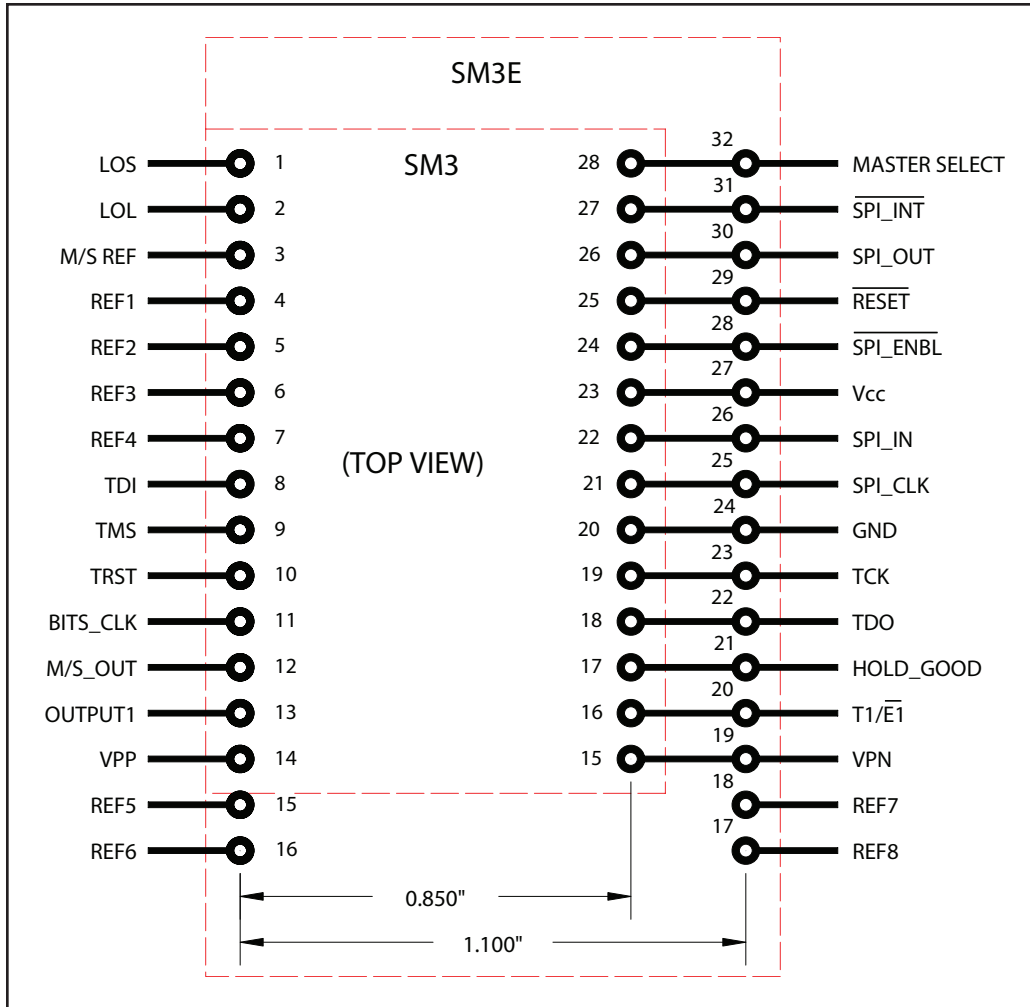 SM3E
SM3
LOS 1 28 32 MASTER SELECT
LOL 2 27 31 SPI_INT
M/S REF 3 26 30 SPI_OUT
REF1 4 25 29 RESET
REF2 5 24 28 SPI_ENBL
REF3 6 23 27 Vcc
REF4 7 22 26 SPI_IN
(TOP VIEW)
TDI 8 21 25 SPI_CLK
TMS 9 20 24 GND
TRST 10 19 23 TCK
BITS_CLK 11 18 22 TDO
M/S_OUT 12 17 21 HOLD_GOOD
OUTPUT1 13 16 20 T1/E1
VPP 14 15 19 VPN
REF5 15 18 REF7
REF6 16 17 REF8
0.850"
1.100"